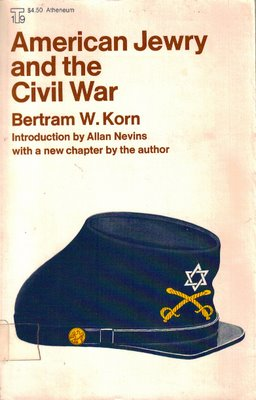 T 19 $4.50 Atheneum
American Jewry
and the
Civil War
Bertram W. Korn
Introduction by Allan Nevins
with a new chapter by the author